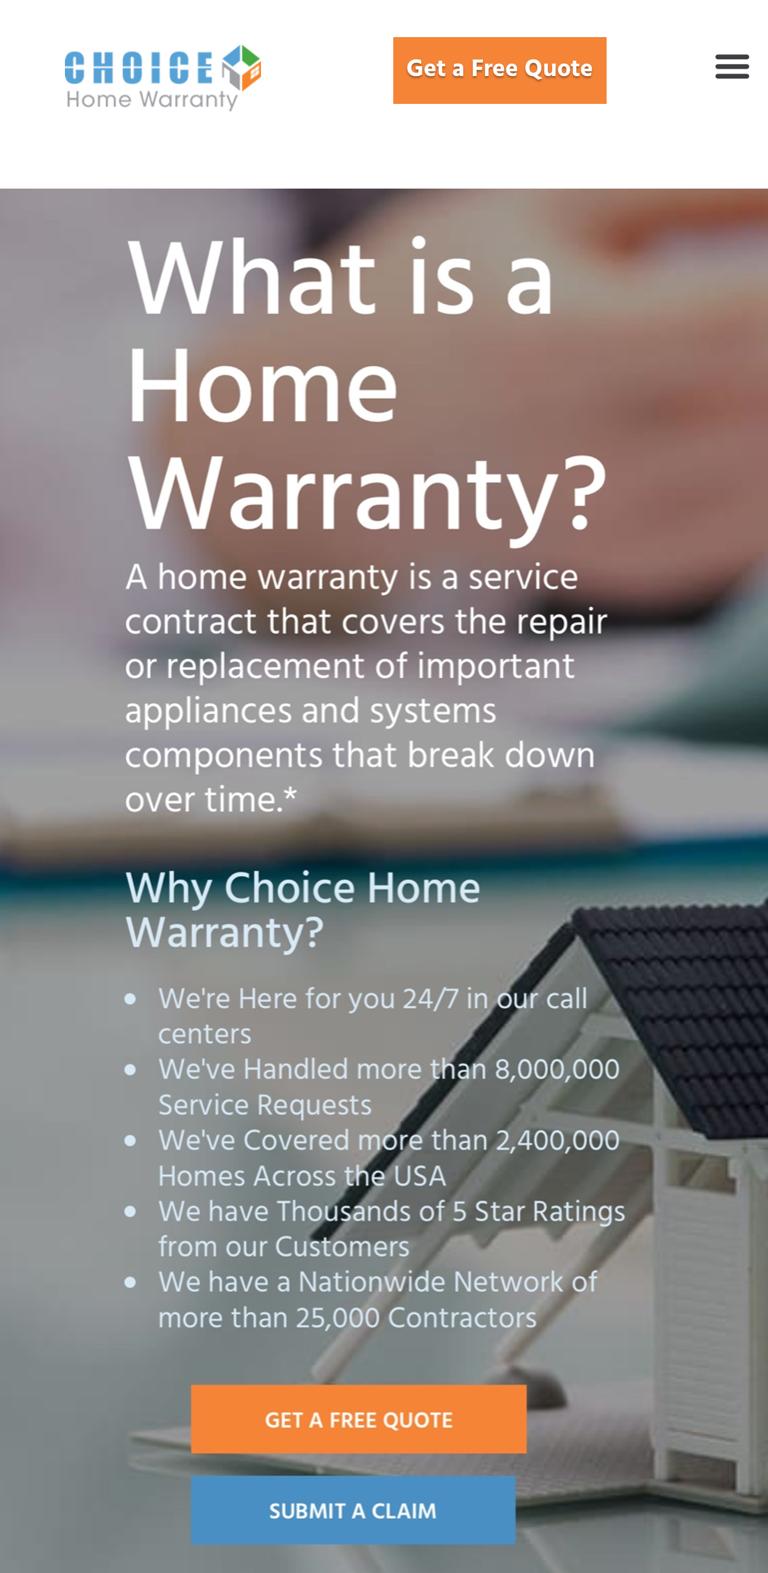 CHOICE
Home Warranty
Get a Free Quote
What is a
Home
Warranty?
A home warranty is a service
contract that covers the repair
or replacement of important
appliances and systems
components that break down
over time.*
Why Choice Home
Warranty?
• We're Here for you 24/7 in our call
centers
• We've Handled more than 8,000,000
Service Requests
• We've Covered more than 2,400,000
Homes Across the USA
• We have Thousands of 5 Star Ratings
from our Customers
• We have a Nationwide Network of
more than 25,000 Contractors
GET A FREE QUOTE
SUBMIT A CLAIM